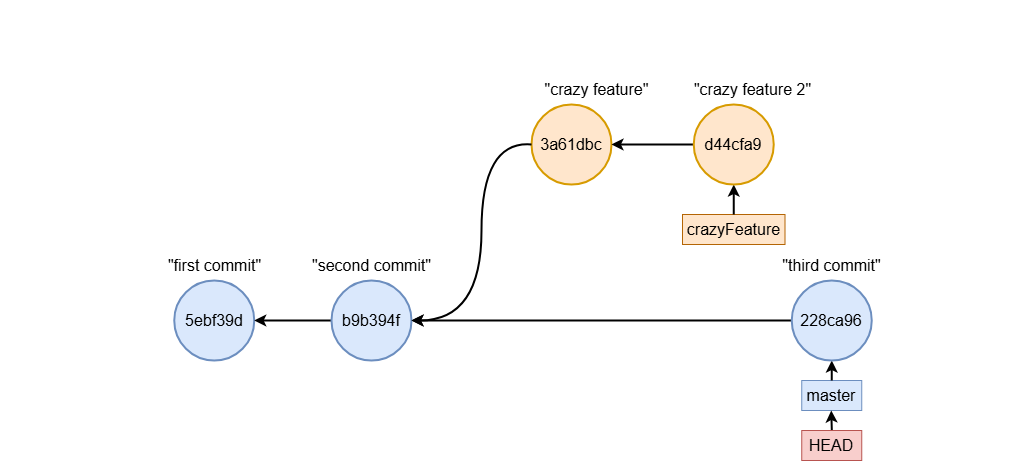 "crazy feature"
"crazy feature 2"
3a61dbc
d44cfa9
crazyFeature
"first commit"
"second commit"
"third commit"
5ebf39d
b9b394f
228ca96
master
HEAD